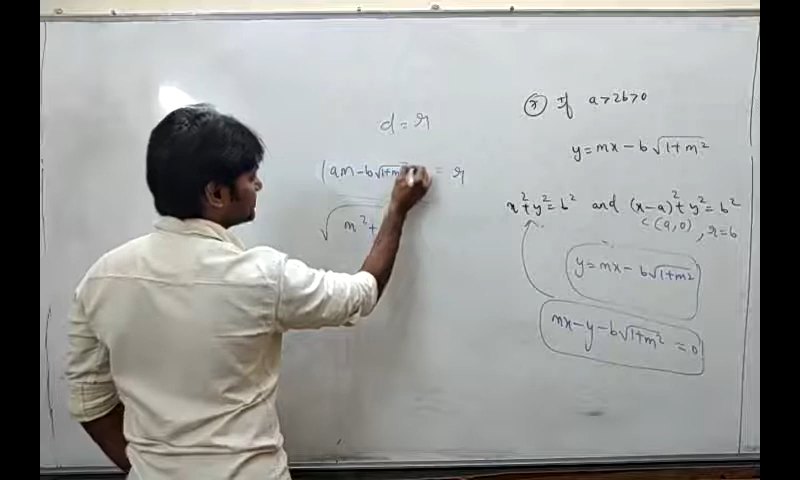 d = r
|am - b√1+m² = r
√m² +
* If a > 2b > 0
y = mx - b√1+m²
x² + y² = b² and (x-a)² + y² = b²
C (a,0), r = b
y = mx - b√1+m²
mx - y - b√1+m² = 0